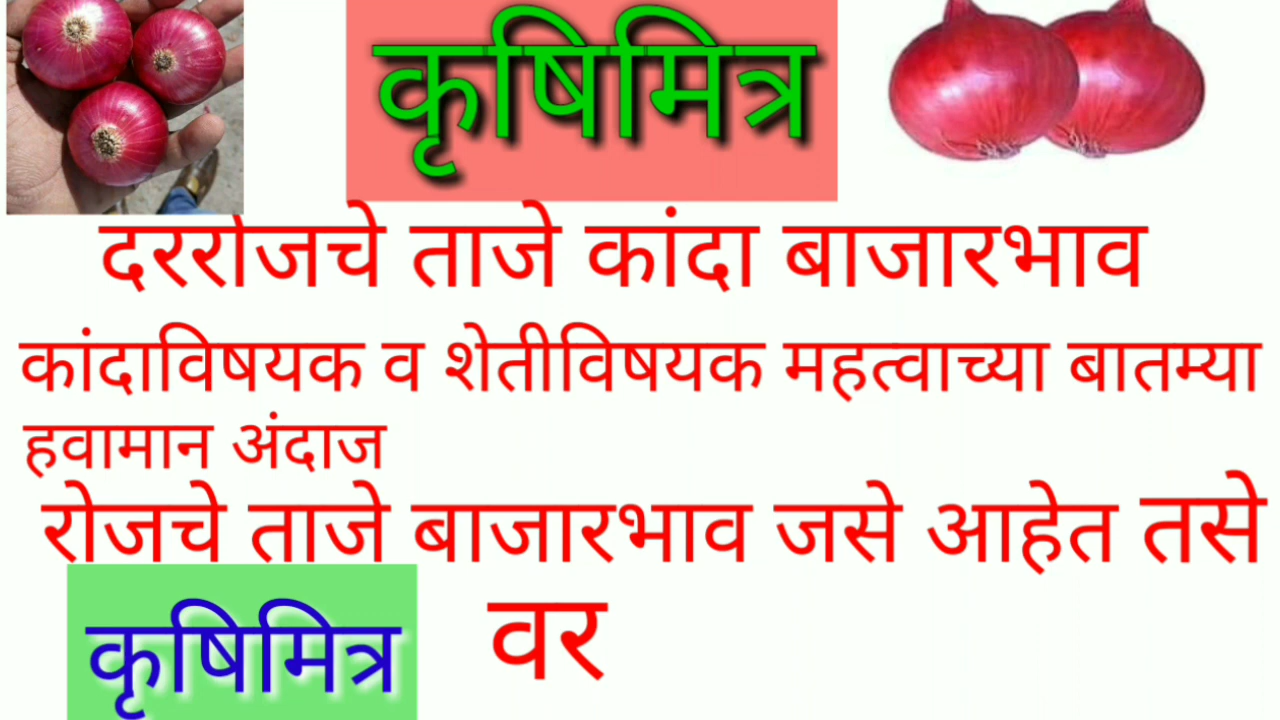 कृषिमित्र
दररोजचे ताजे कांदा बाजारभाव
कांदाविषयक व शेतीविषयक महत्वाच्या बातम्या
हवामान अंदाज
रोजचे ताजे बाजारभाव जसे आहेत तसे
कृषिमित्र वर